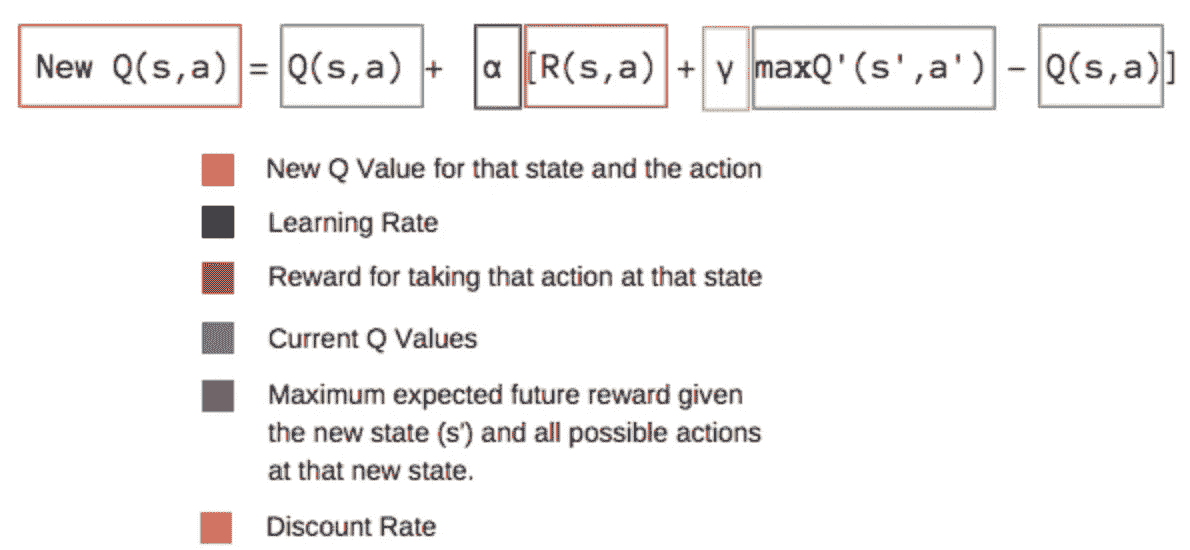 New Q(s,a) = Q(s,a) + α [R(s,a) + γ maxQ'(s',a') − Q(s,a)]
New Q Value for that state and the action
Learning Rate
Reward for taking that action at that state
Current Q Values
Maximum expected future reward given
the new state (s') and all possible actions
at that new state.
Discount Rate